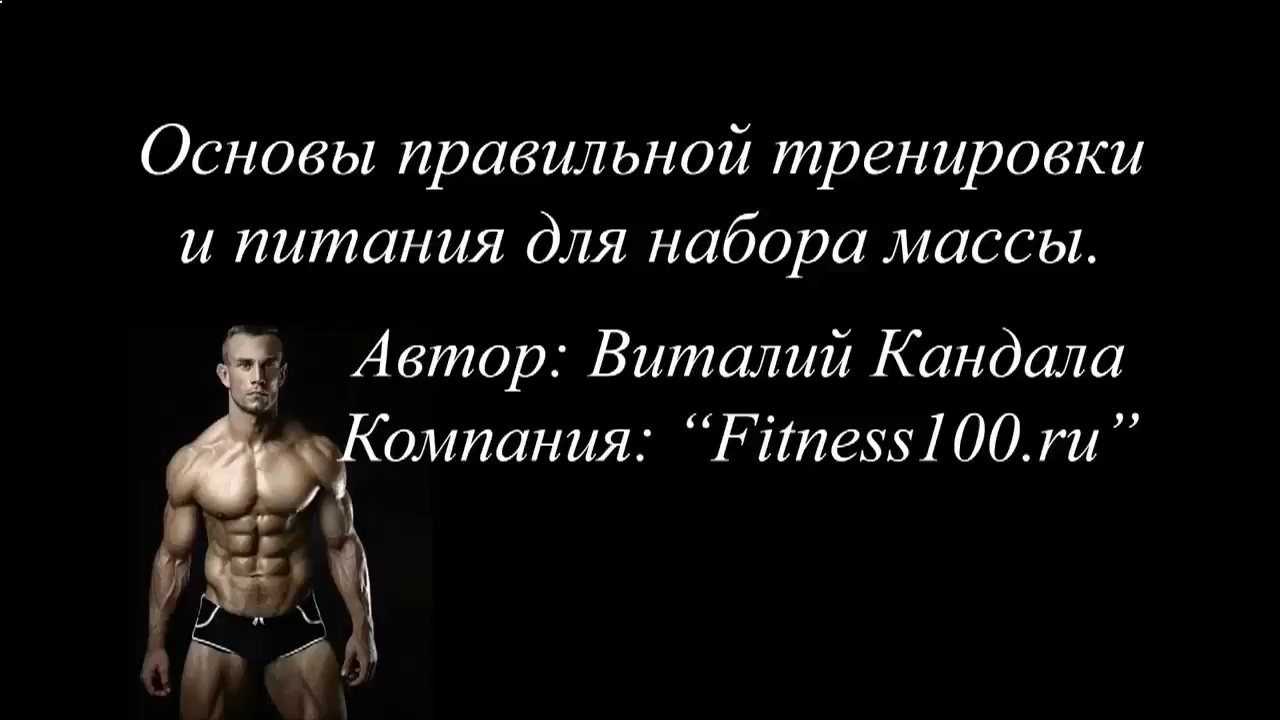 Основы правильной тренировки
и питания для набора массы.
Автор: Виталий Кандала
Компания: “Fitness100.ru”